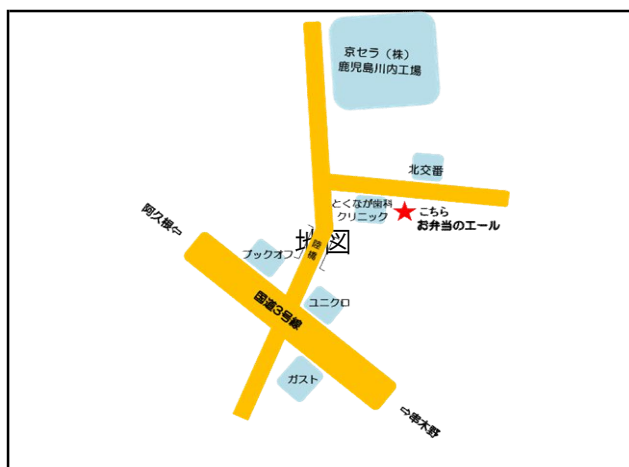 京セラ（株）
鹿児島川内工場
北交番
とくなが歯科
クリニック
こちら
お弁当のエール
阿久根⇦
地図
陸橋
ブックオフ
ユニクロ
国道3号線
ガスト
⇨串木野